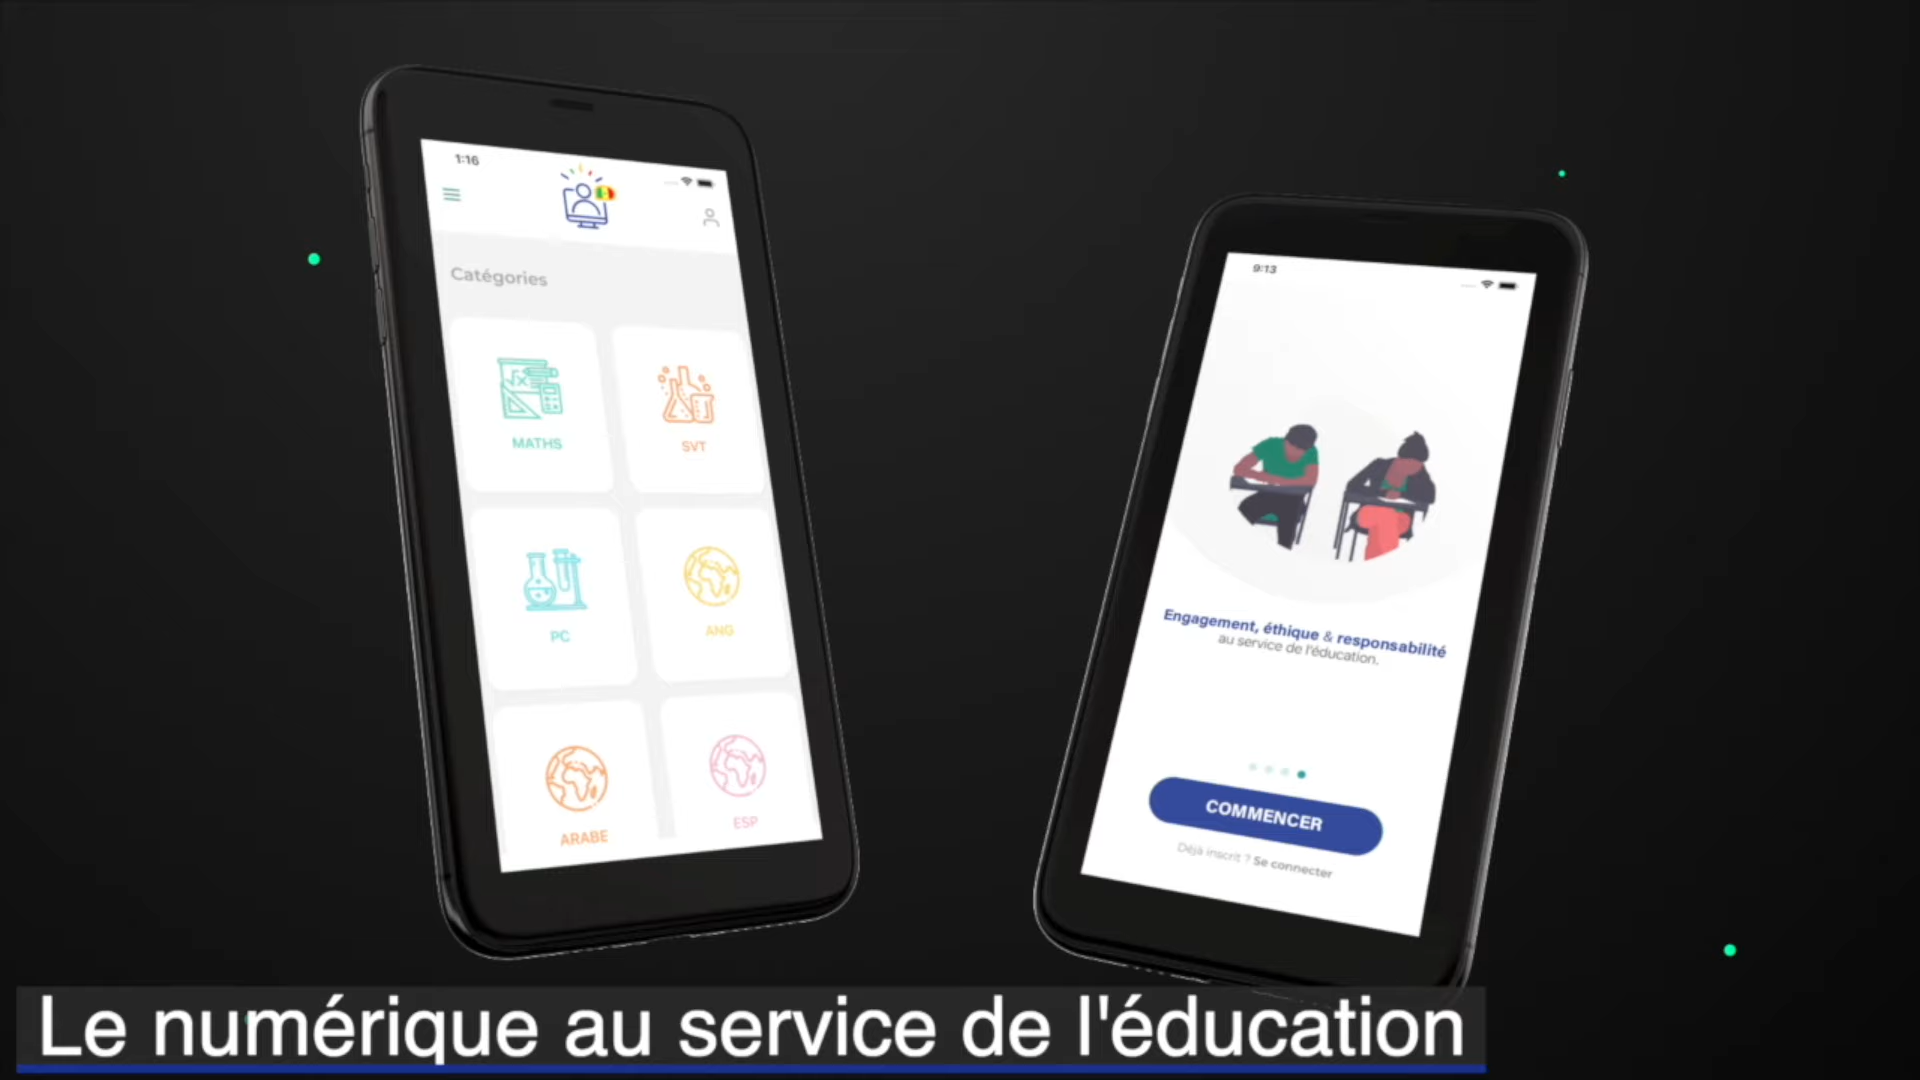 1:16
Catégories
MATHS
SVT
PC
ANG
ARABE
ESP
9:13
Engagement, éthique & responsabilité
au service de l'éducation.
COMMENCER
Déjà inscrit ? Se connecter
Le numérique au service de l'éducation